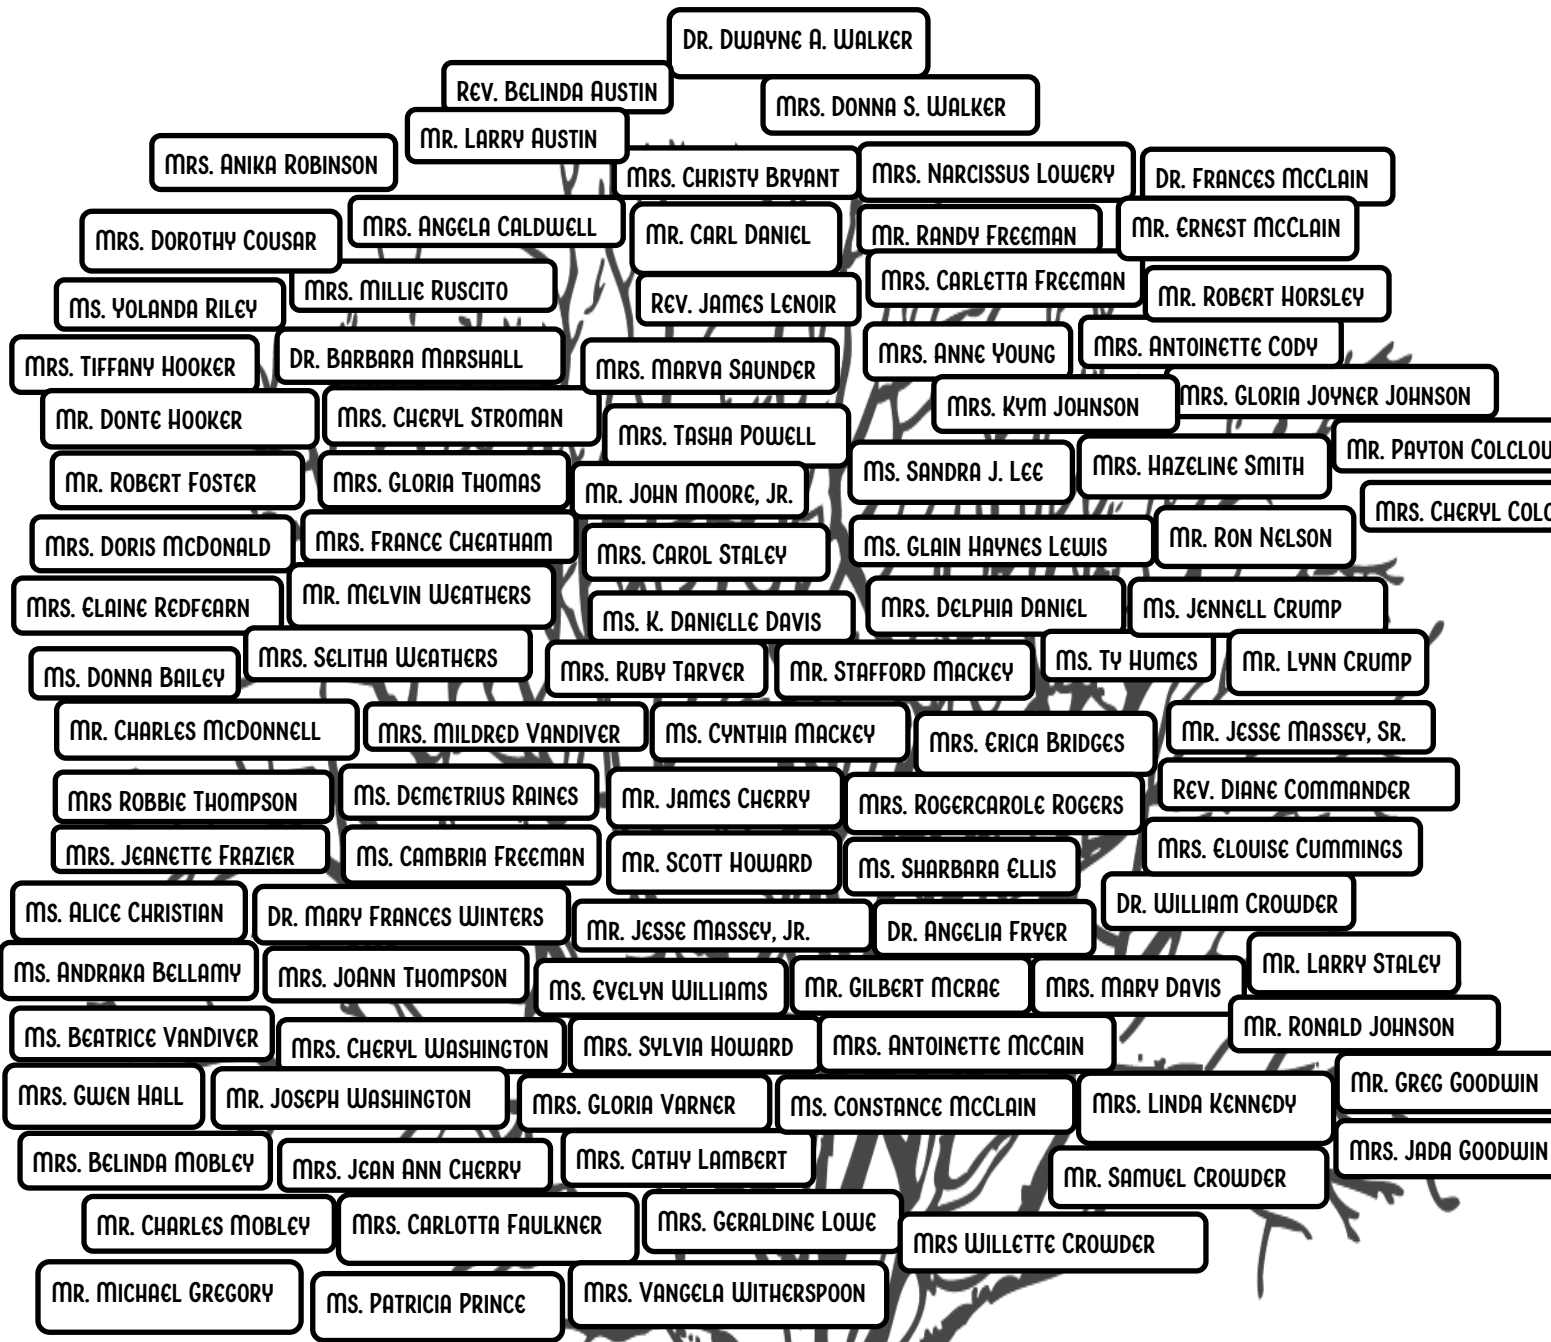 Dr. Dwayne A. Walker
Rev. Belinda Austin
Mrs. Donna S. Walker
Mr. Larry Austin
Mrs. Anika Robinson
Mrs. Christy Bryant
Mrs. Narcissus Lowery
Dr. Frances McClain
Mrs. Dorothy Cousar
Mrs. Angela Caldwell
Mr. Carl Daniel
Mr. Randy Freeman
Mr. Ernest McClain
Ms. Yolanda Riley
Mrs. Millie Ruscito
Rev. James Lenoir
Mrs. Carletta Freeman
Mr. Robert Horsley
Mrs. Tiffany Hooker
Dr. Barbara Marshall
Mrs. Marva Saunder
Mrs. Anne Young
Mrs. Antoinette Cody
Mr. Donte Hooker
Mrs. Cheryl Stroman
Mrs. Tasha Powell
Mrs. Kym Johnson
Mrs. Gloria Joyner Johnson
Mr. Robert Foster
Mrs. Gloria Thomas
Mr. John Moore, Jr.
Ms. Sandra J. Lee
Mrs. Hazeline Smith
Mr. Payton Colclou
Mrs. Cheryl Colc
Mrs. Doris McDonald
Mrs. France Cheatham
Mrs. Carol Staley
Ms. Glain Haynes Lewis
Mr. Ron Nelson
Mrs. Elaine Redfearn
Mr. Melvin Weathers
Ms. K. Danielle Davis
Mrs. Delphia Daniel
Ms. Jennell Crump
Ms. Donna Bailey
Mrs. Selitha Weathers
Mrs. Ruby Tarver
Mr. Stafford Mackey
Ms. Ty Humes
Mr. Lynn Crump
Mr. Charles McDonnell
Mrs. Mildred Vandiver
Ms. Cynthia Mackey
Mrs. Erica Bridges
Mr. Jesse Massey, Sr.
Mrs Robbie Thompson
Ms. Demetrius Raines
Mr. James Cherry
Mrs. Rogercarole Rogers
Rev. Diane Commander
Mrs. Jeanette Frazier
Ms. Cambria Freeman
Mr. Scott Howard
Ms. Sharbara Ellis
Mrs. Elouise Cummings
Ms. Alice Christian
Dr. Mary Frances Winters
Mr. Jesse Massey, Jr.
Dr. Angelia Fryer
Dr. William Crowder
Ms. Andraka Bellamy
Mrs. JoAnn Thompson
Ms. Evelyn Williams
Mr. Gilbert McRae
Mrs. Mary Davis
Mr. Larry Staley
Ms. Beatrice VanDiver
Mrs. Cheryl Washington
Mrs. Sylvia Howard
Mrs. Antoinette McCain
Mr. Ronald Johnson
Mrs. Gwen Hall
Mr. Joseph Washington
Mrs. Gloria Varner
Ms. Constance McClain
Mrs. Linda Kennedy
Mr. Greg Goodwin
Mrs. Belinda Mobley
Mrs. Jean Ann Cherry
Mrs. Cathy Lambert
Mr. Samuel Crowder
Mrs. Jada Goodwin
Mr. Charles Mobley
Mrs. Carlotta Faulkner
Mrs. Geraldine Lowe
Mrs Willette Crowder
Mr. Michael Gregory
Ms. Patricia Prince
Mrs. Vangela Witherspoon